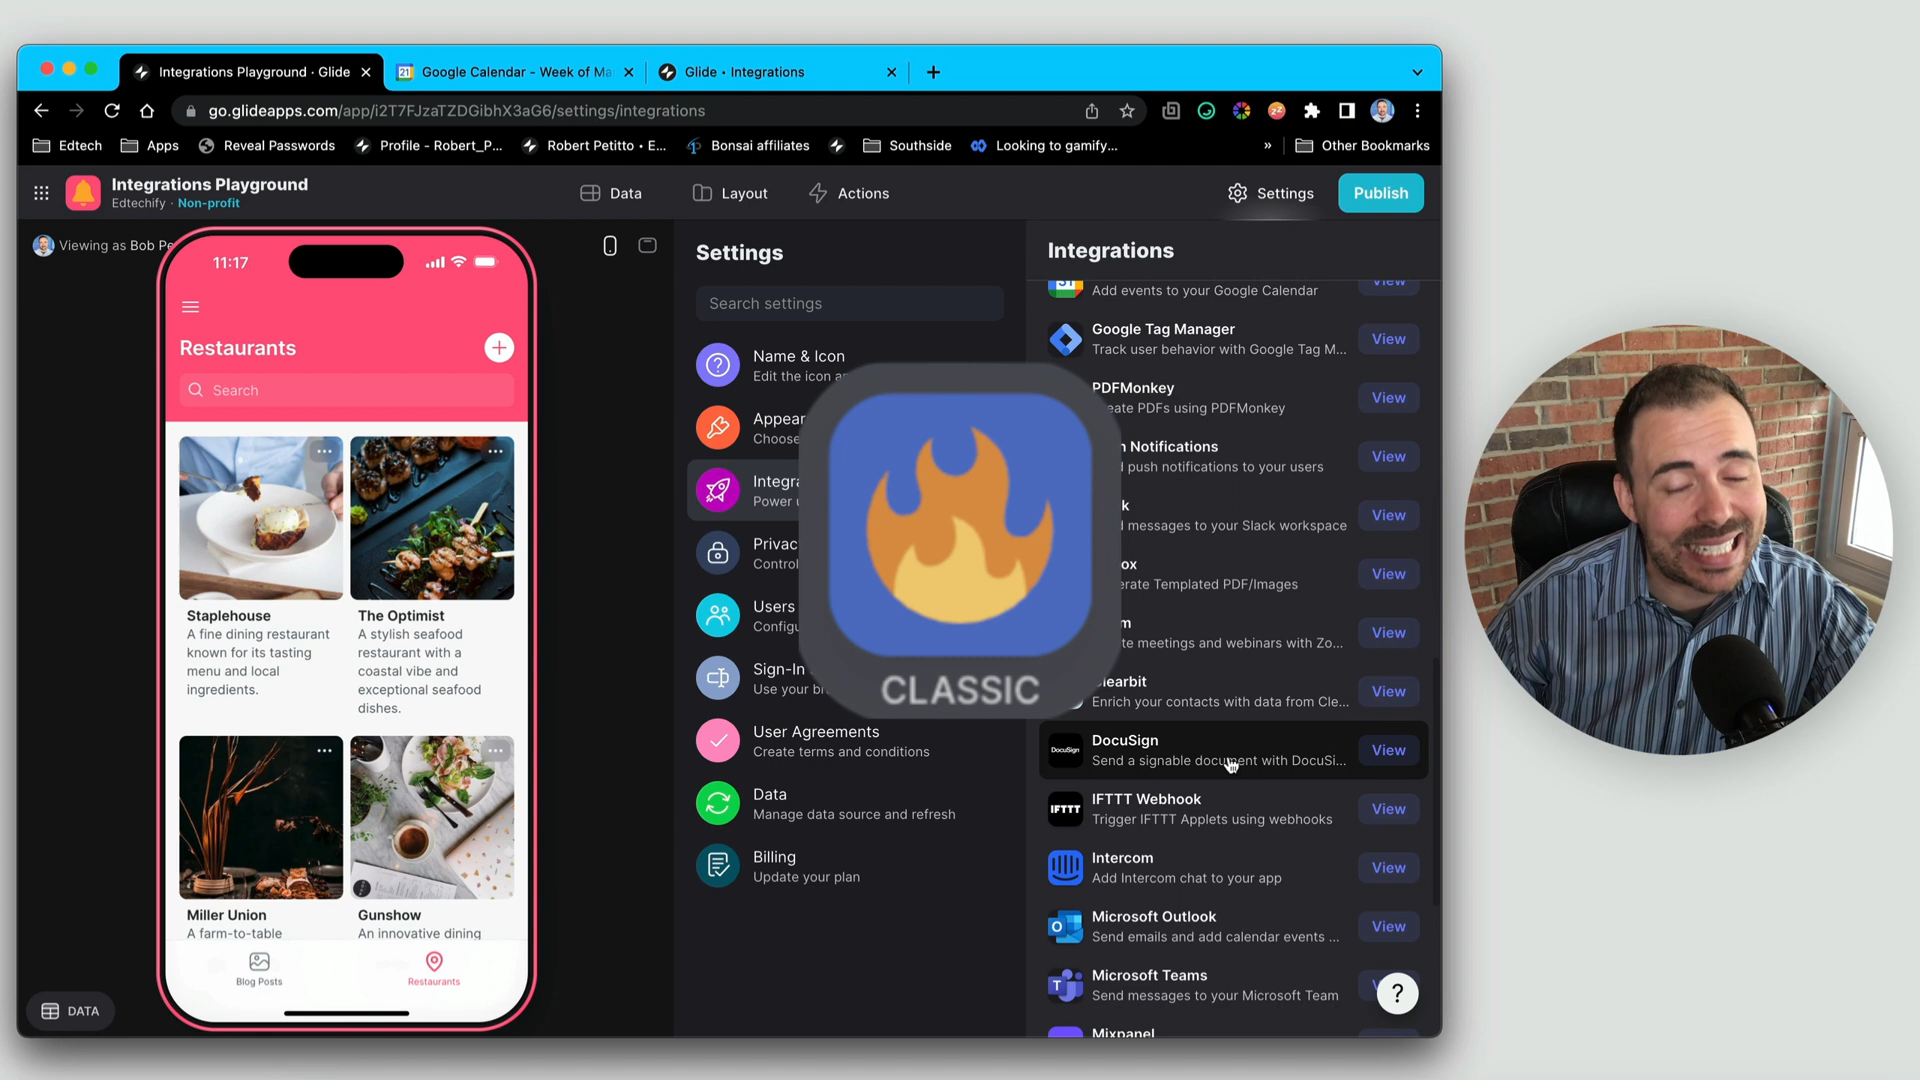 Integrations Playground · Glide
21
Google Calendar - Week of Ma
Glide • Integrations
go.glideapps.com/app/i2T7FJzaTZDGibhX3aG6/settings/integrations
Edtech
Apps
Reveal Passwords
Profile - Robert_P...
Robert Petitto • E...
Bonsai affiliates
Southside
Looking to gamify...
»
Other Bookmarks
Integrations Playground
Edtechify · Non-profit
Data
Layout
Actions
Settings
Publish
Viewing as Bob Pe
11:17
Restaurants
Search
Staplehouse
A fine dining restaurant
known for its tasting
menu and local
ingredients.
The Optimist
A stylish seafood
restaurant with a
coastal vibe and
exceptional seafood
dishes.
Miller Union
A farm-to-table
Gunshow
An innovative dining
Blog Posts
Restaurants
DATA
Settings
Search settings
Name & Icon
Edit the icon a
Appear
Choose
Integra
Power u
Privac
Control
Users
Configu
Sign-In
Use your br
User Agreements
Create terms and conditions
Data
Manage data source and refresh
Billing
Update your plan
CLASSIC
Integrations
31
Add events to your Google Calendar
View
Google Tag Manager
Track user behavior with Google Tag M...
View
PDFMonkey
eate PDFs using PDFMonkey
View
h Notifications
d push notifications to your users
View
k
d messages to your Slack workspace
View
ox
erate Templated PDF/Images
View
m
te meetings and webinars with Zo...
View
earbit
Enrich your contacts with data from Cle...
View
DocuSign
DocuSign
Send a signable document with DocuSi...
View
IFTTT
IFTTT Webhook
Trigger IFTTT Applets using webhooks
View
Intercom
Add Intercom chat to your app
View
Microsoft Outlook
Send emails and add calendar events ...
View
Microsoft Teams
Send messages to your Microsoft Team
?
Mixpanel